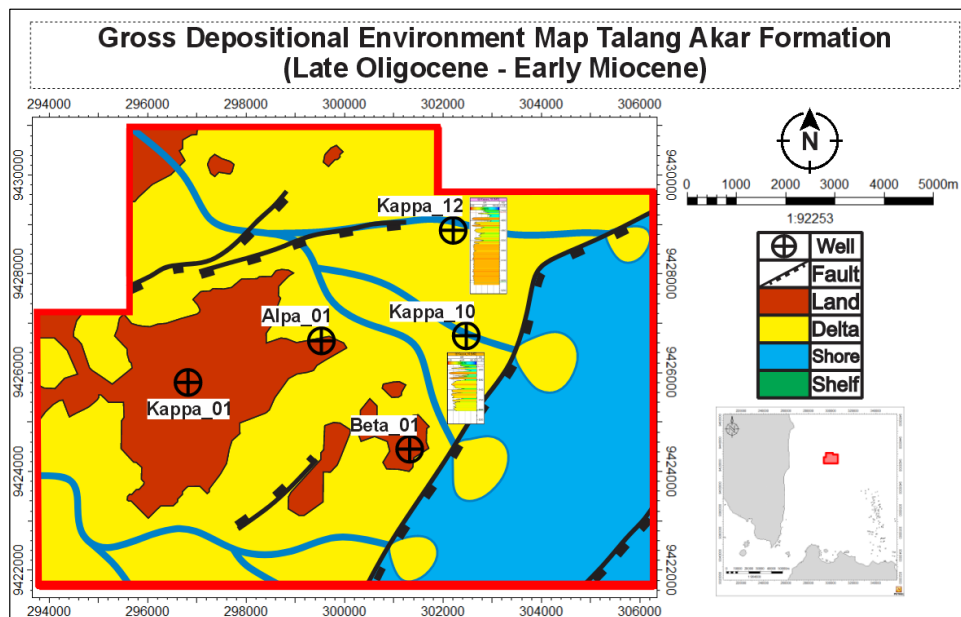 Gross Depositional Environment Map Talang Akar Formation
(Late Oligocene - Early Miocene)
294000 296000 298000 300000 302000 304000 306000
9430000 9430000
N
0 1000 2000 3000 4000 5000m
1:92253
Kappa_12
9428000 9428000
Well
Fault
Land
Delta
Shore
Shelf
Alpa_01
Kappa_10
9426000 9426000
Kappa_01
Beta_01
9424000 9424000
9422000 9422000
294000 296000 298000 300000 302000 304000 306000